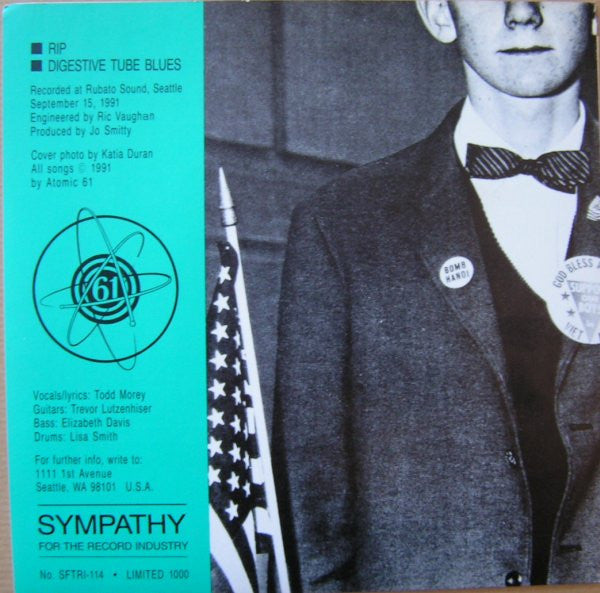 RIP
DIGESTIVE TUBE BLUES
Recorded at Rubato Sound, Seattle
September 15, 1991
Engineered by Ric Vaughan
Produced by Jo Smitty
Cover photo by Katia Duran
All songs © 1991
by Atomic 61
61
Vocals/lyrics: Todd Morey
Guitars: Trevor Lutzenhiser
Bass: Elizabeth Davis
Drums: Lisa Smith
For further info, write to:
1111 1st Avenue
Seattle, WA 98101 U.S.A.
SYMPATHY
FOR THE RECORD INDUSTRY
No. SFTRI-114 • LIMITED 1000
BOMB
HANOI
GOD BLESS